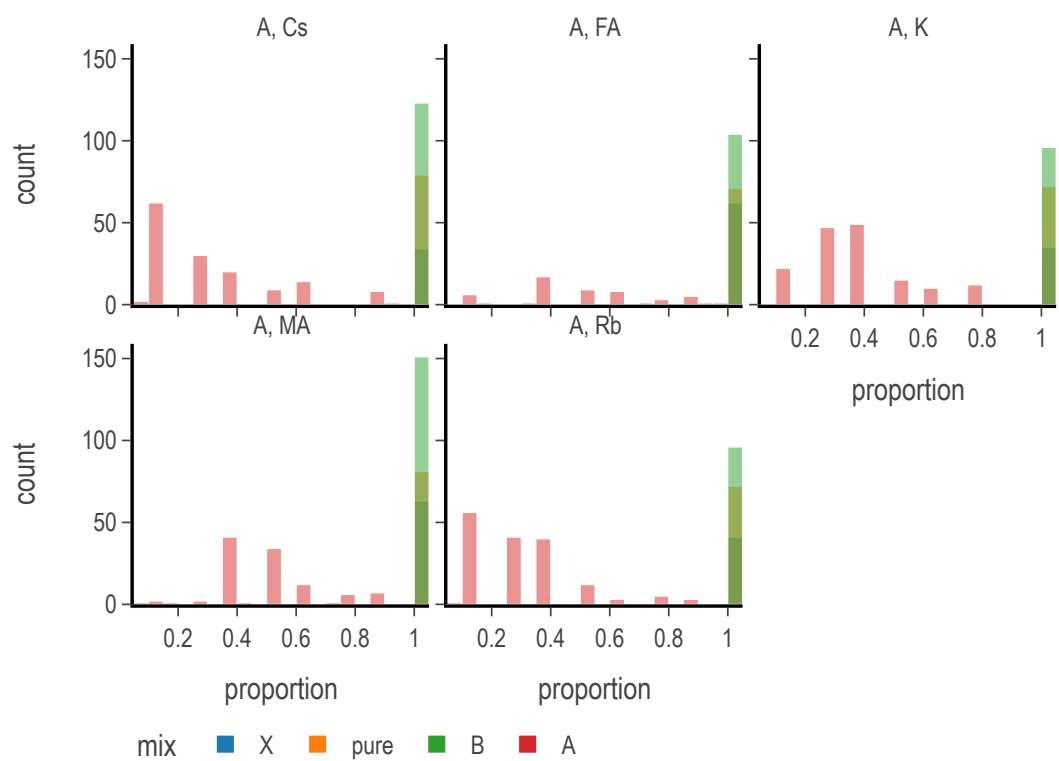 A, Cs
A, FA
A, K
count
150
100
50
0
0.2 0.4 0.6 0.8 1
proportion
A, MA
A, Rb
count
150
100
50
0
0.2 0.4 0.6 0.8 1
0.2 0.4 0.6 0.8 1
proportion
proportion
mix X pure B A